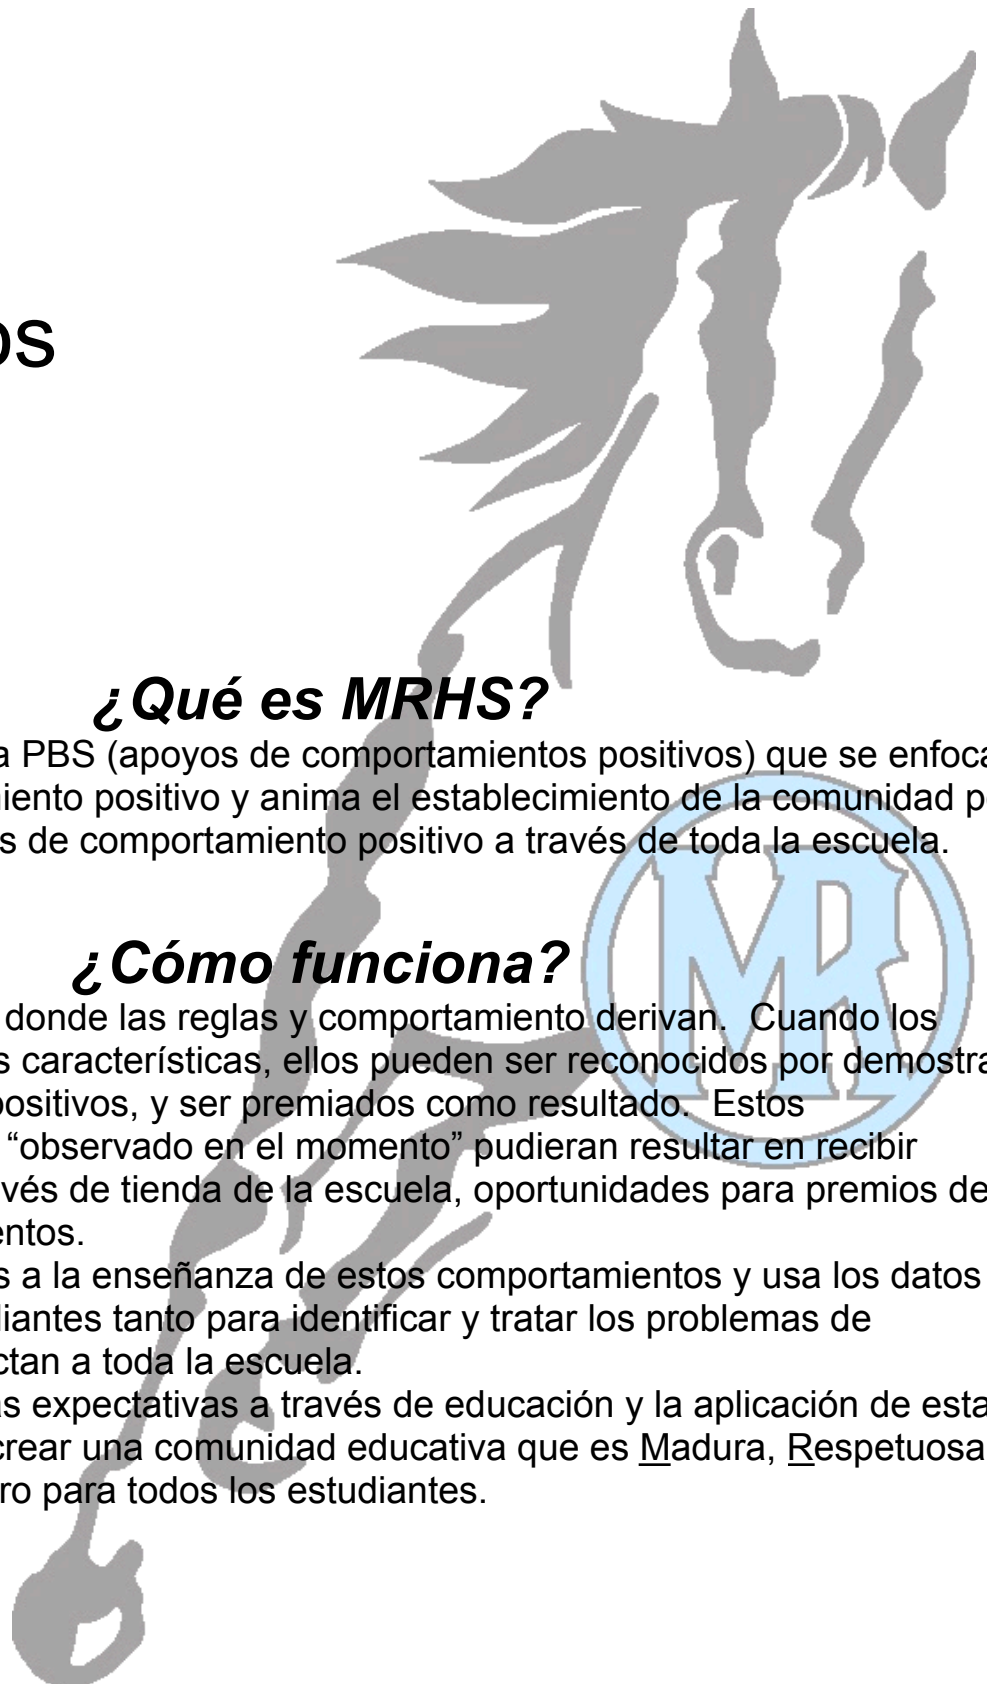 os
¿Qué es MRHS?
a PBS (apoyos de comportamientos positivos) que se enfoca
iento positivo y anima el establecimiento de la comunidad p
s de comportamiento positivo a través de toda la escuela.
¿Cómo funciona?
donde las reglas y comportamiento derivan. Cuando los
s características, ellos pueden ser reconocidos por demostra
ositivos, y ser premiados como resultado. Estos
“observado en el momento” pudieran resultar en recibir
vés de tienda de la escuela, oportunidades para premios de
entos.
s a la enseñanza de estos comportamientos y usa los datos
diantes tanto para identificar y tratar los problemas de
ctan a toda la escuela.
as expectativas a través de educación y la aplicación de esta
crear una comunidad educativa que es Madura, Respetuosa
ro para todos los estudiantes.
MR